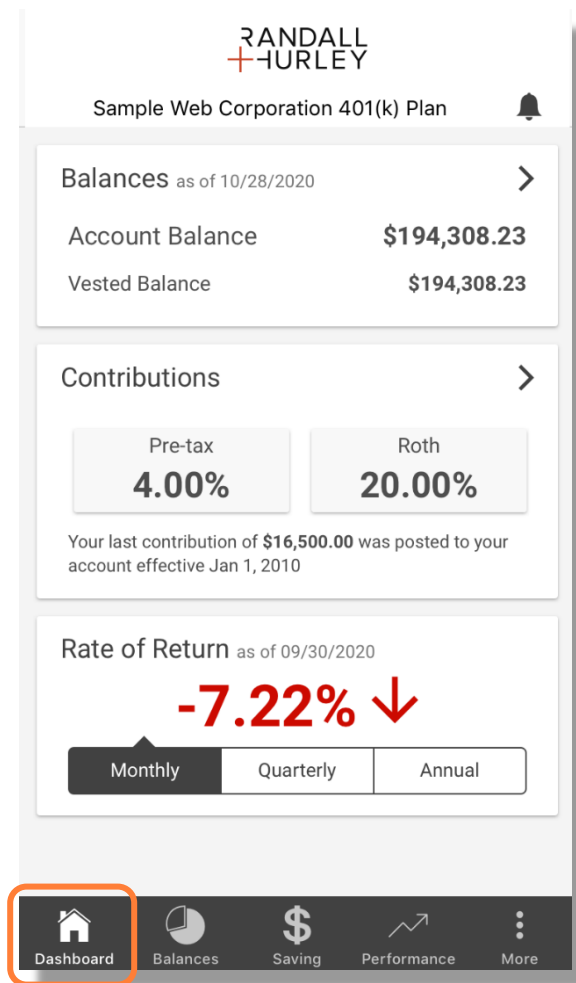 RANDALL
HURLEY
Sample Web Corporation 401(k) Plan
Balances as of 10/28/2020
Account Balance $194,308.23
Vested Balance $194,308.23
Contributions
Pre-tax Roth
4.00% 20.00%
Your last contribution of $16,500.00 was posted to your
account effective Jan 1, 2010
Rate of Return as of 09/30/2020
-7.22%
Monthly Quarterly Annual
Dashboard Balances Saving Performance More